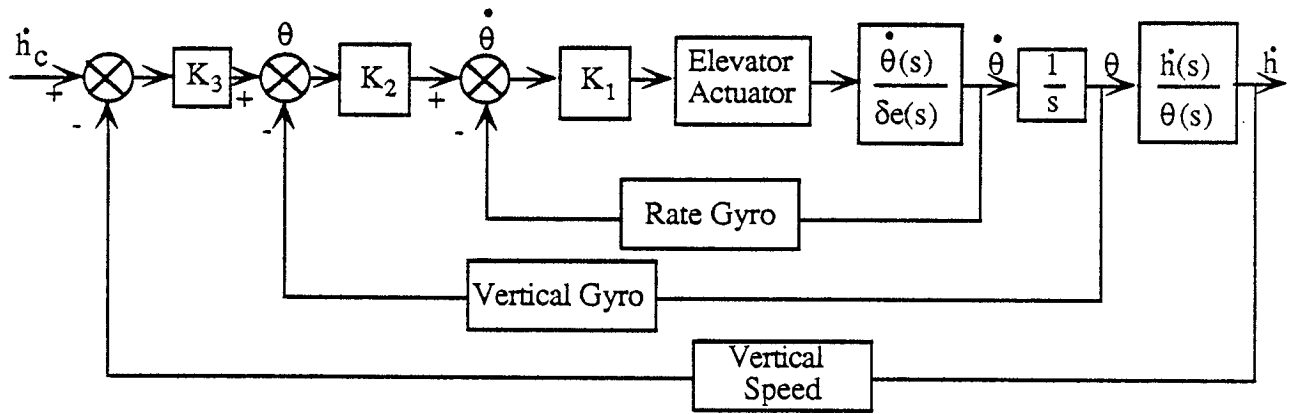 ḣc
+
-
K3
+
θ
-
K2
+
θ̇
-
K1
Elevator
Actuator
θ̇(s)
δe(s)
θ̇
1
s
θ
ḣ(s)
θ(s)
ḣ
Rate Gyro
Vertical Gyro
Vertical
Speed